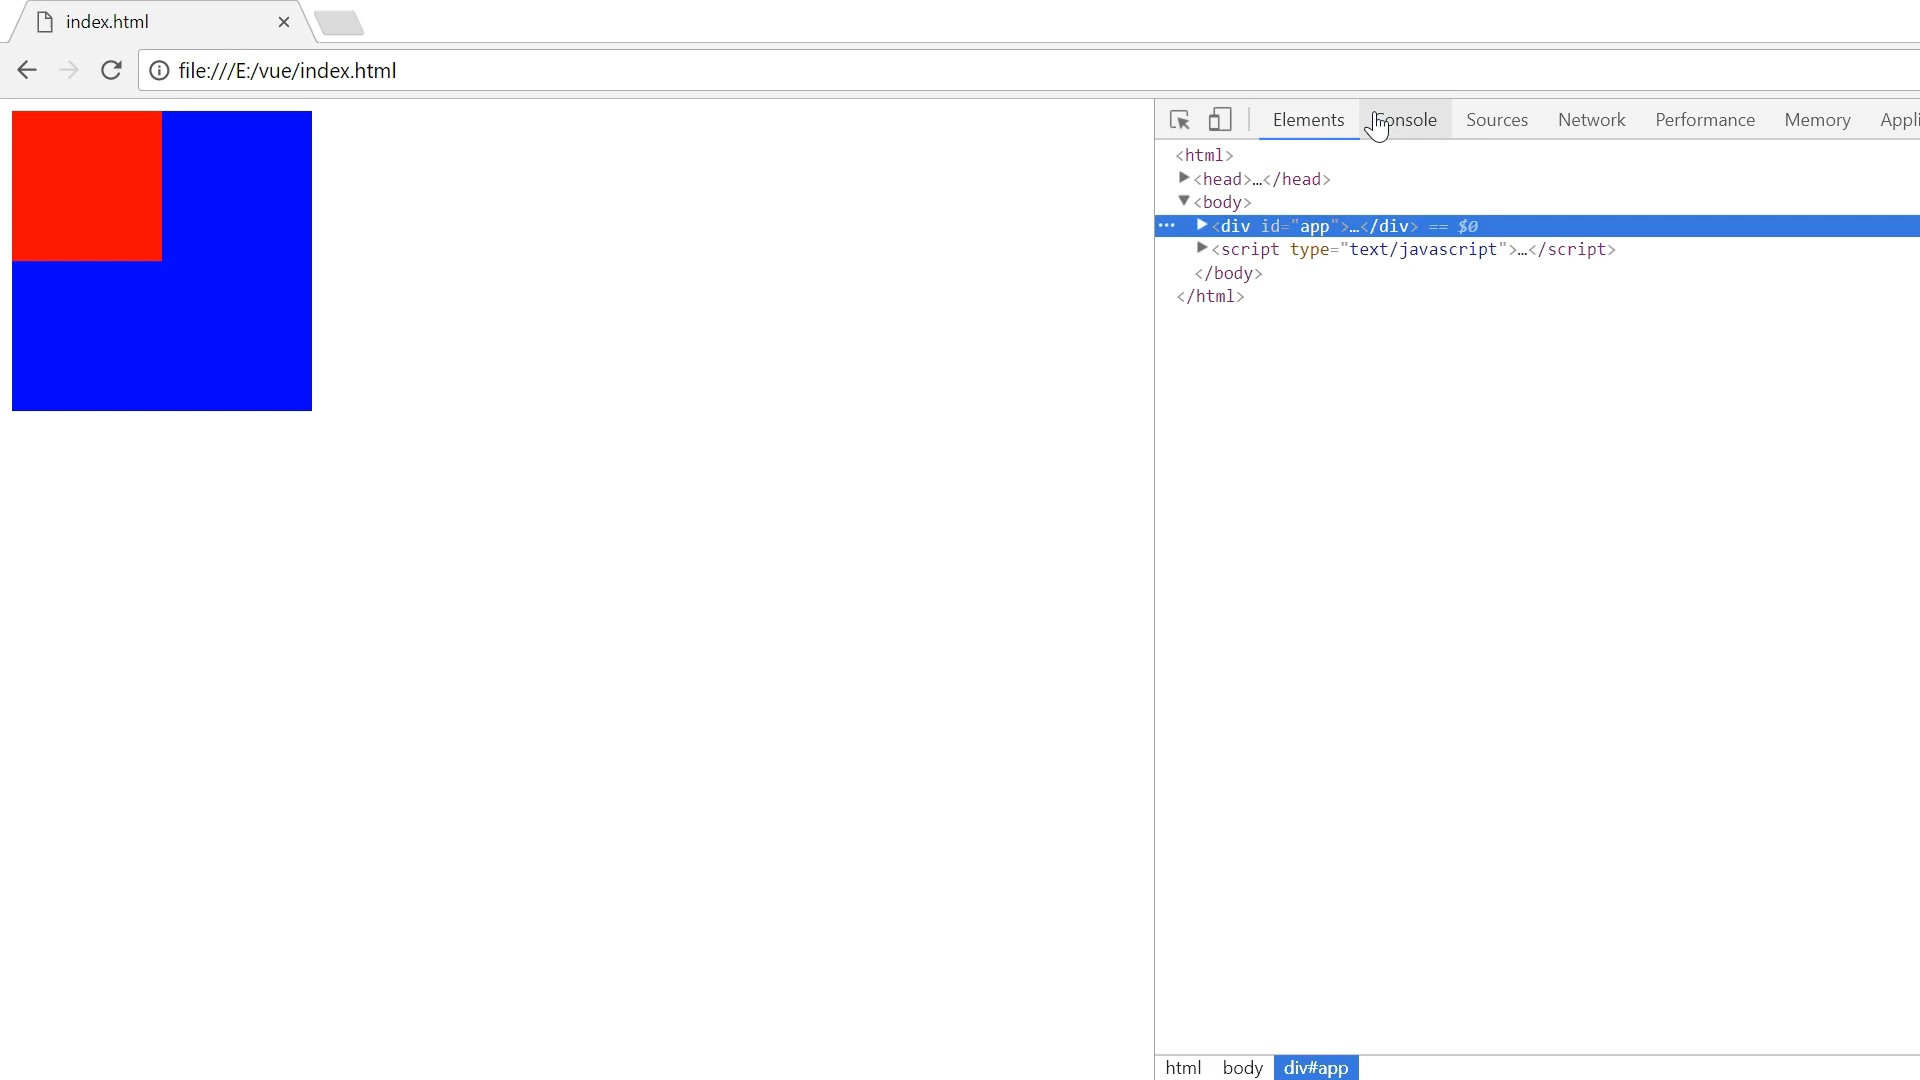 index.html
file:///E:/vue/index.html
Elements Console Sources Network Performance Memory Appli
<html>
<head>…</head>
<body>
<div id="app">…</div> == $0
<script type="text/javascript">…</script>
</body>
</html>
html body div#app